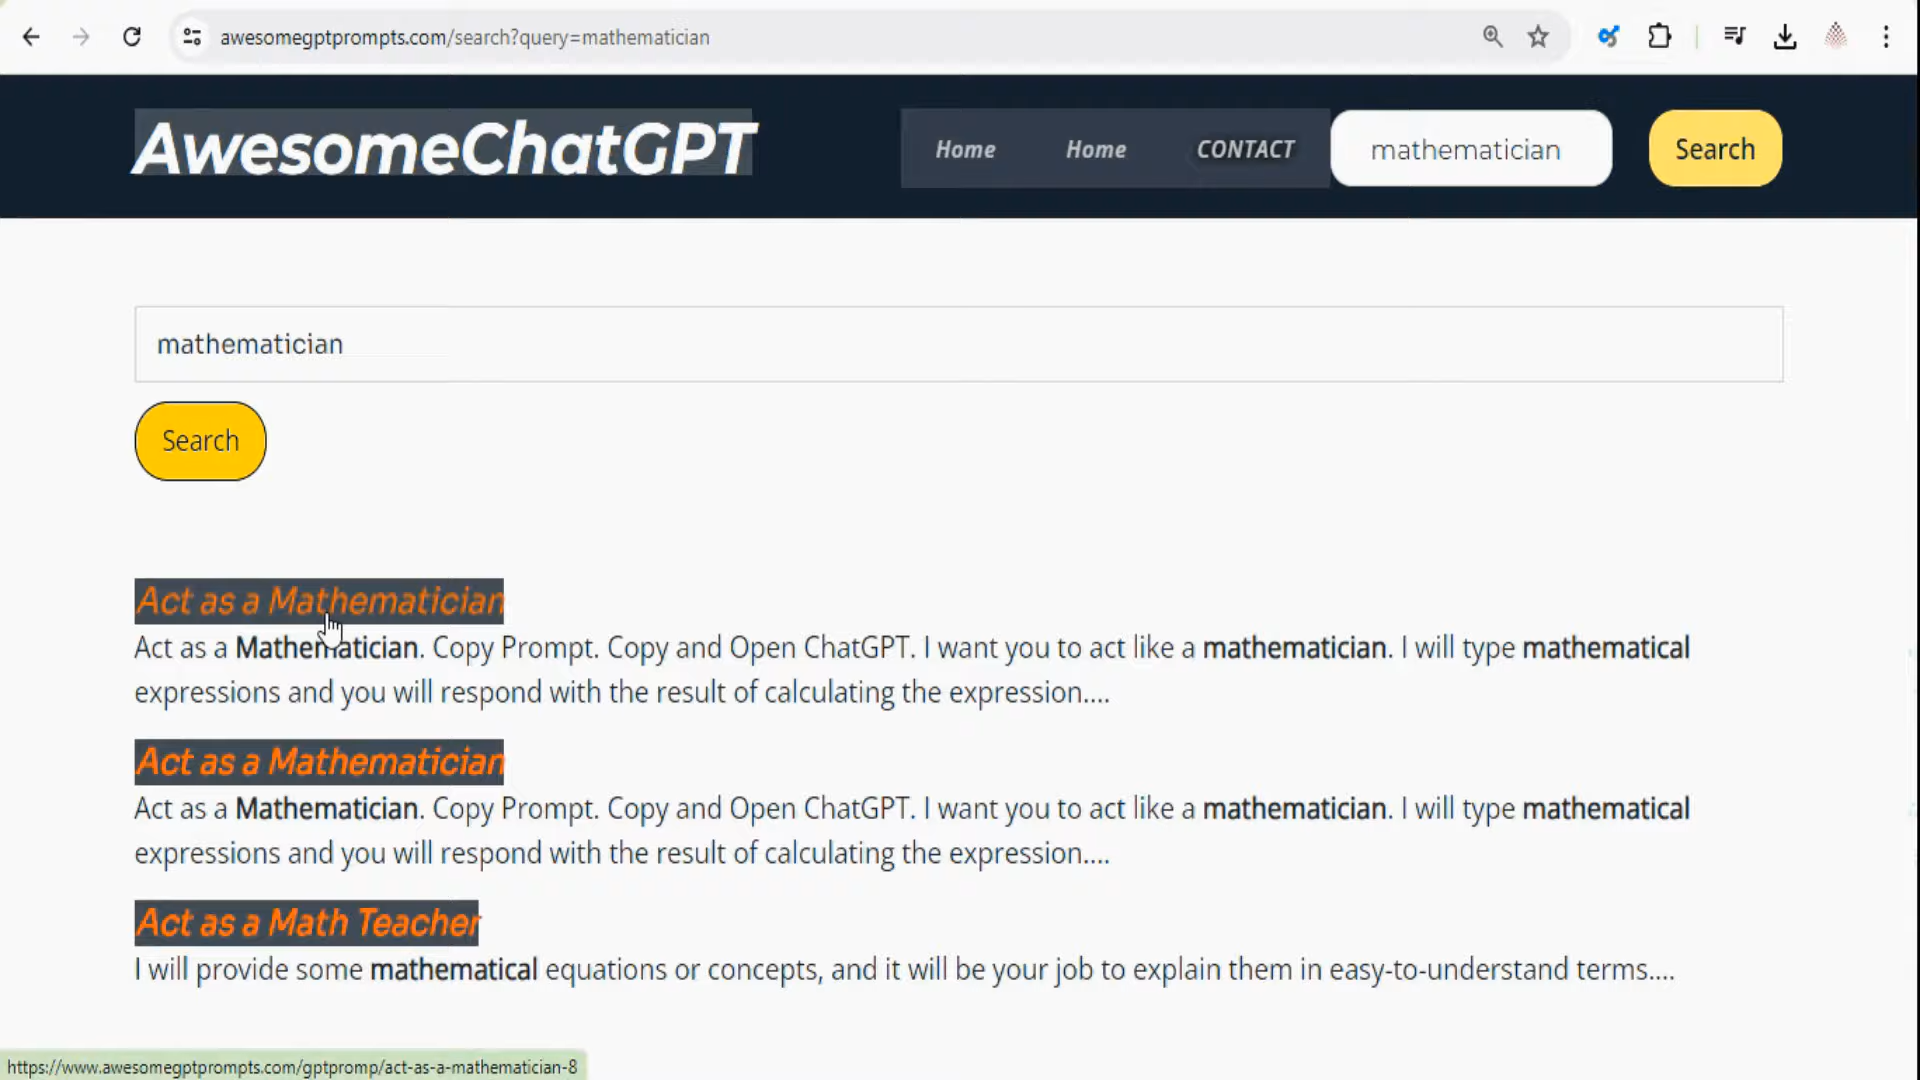 awesomegptprompts.com/search?query=mathematician
AwesomeChatGPT
Home Home CONTACT mathematician Search
mathematician
Search
Act as a Mathematician
Act as a Mathematician. Copy Prompt. Copy and Open ChatGPT. I want you to act like a mathematician. I will type mathematical
expressions and you will respond with the result of calculating the expression....
Act as a Mathematician
Act as a Mathematician. Copy Prompt. Copy and Open ChatGPT. I want you to act like a mathematician. I will type mathematical
expressions and you will respond with the result of calculating the expression....
Act as a Math Teacher
I will provide some mathematical equations or concepts, and it will be your job to explain them in easy-to-understand terms....
https://www.awesomegptprompts.com/gptpromp/act-as-a-mathematician-8